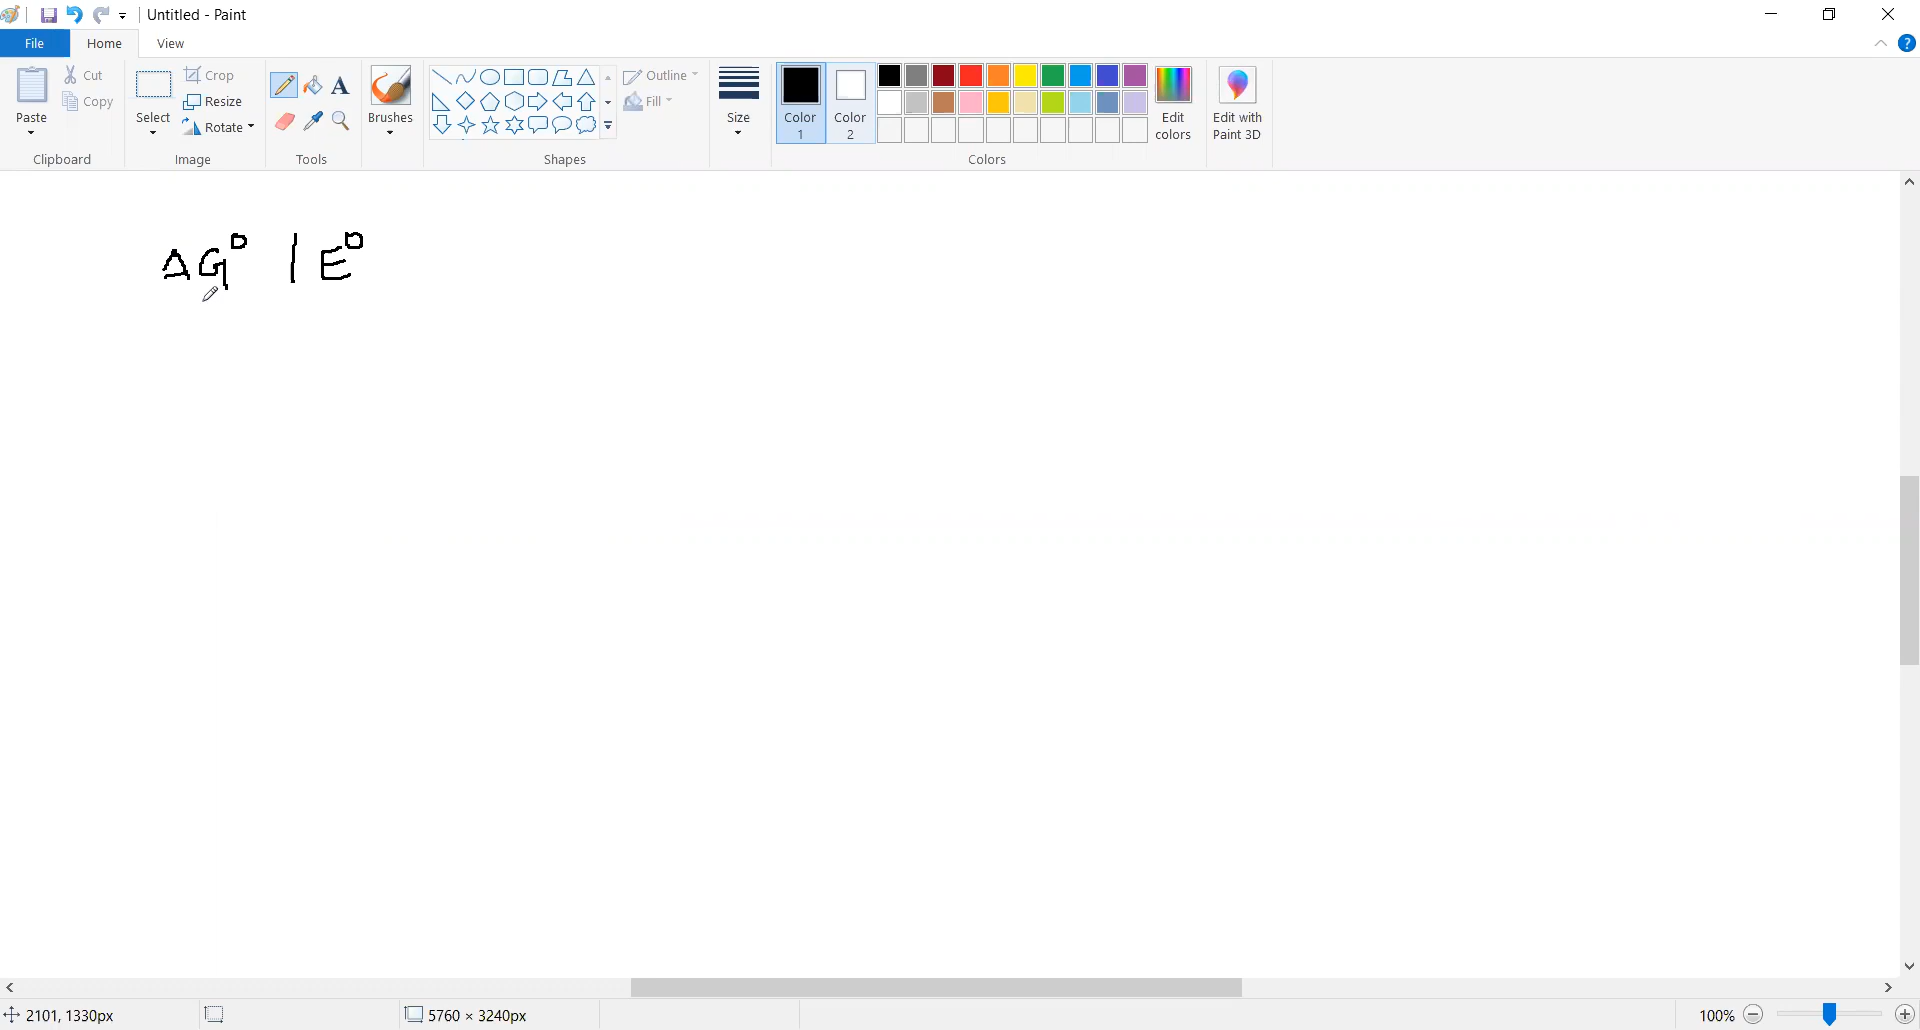 Untitled - Paint
File Home View
Paste
Cut
Copy
Clipboard
Select
Crop
Resize
Rotate
Image
A
Tools
Brushes
Outline
Fill
Shapes
Size
Color 1
Color 2
Edit colors
Colors
Edit with Paint 3D
?
ΔG° | E°
2101, 1330px
5760 × 3240px
100%